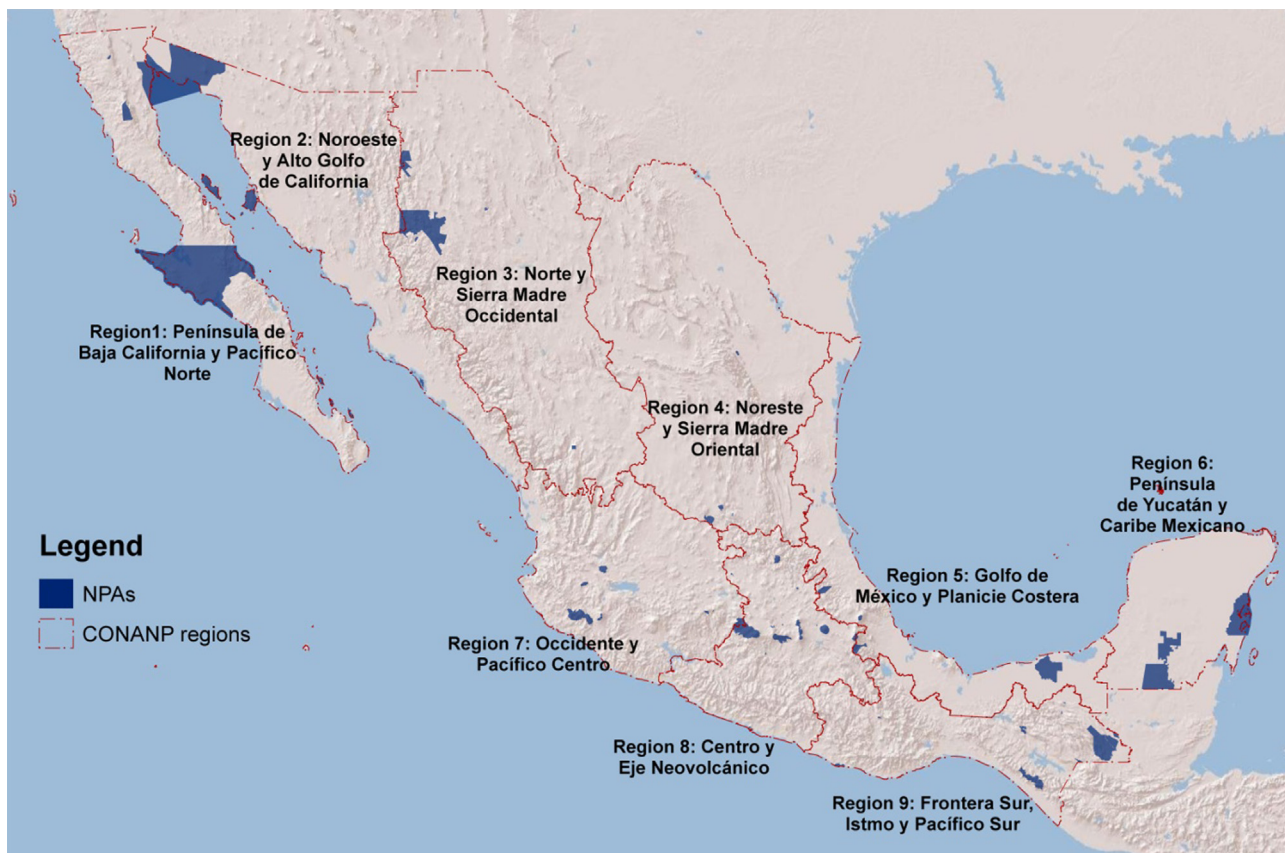 Region 2: Noroeste
y Alto Golfo
de California
Region 3: Norte y
Sierra Madre
Occidental
Region1: Península de
Baja California y Pacífico
Norte
Region 4: Noreste
y Sierra Madre
Oriental
Region 6:
Península
de Yucatán y
Caribe Mexicano
Legend
NPAs
CONANP regions
Region 5: Golfo de
México y Planicie Costera
Region 7: Occidente y
Pacífico Centro
Region 8: Centro y
Eje Neovolcánico
Region 9: Frontera Sur,
Istmo y Pacífico Sur